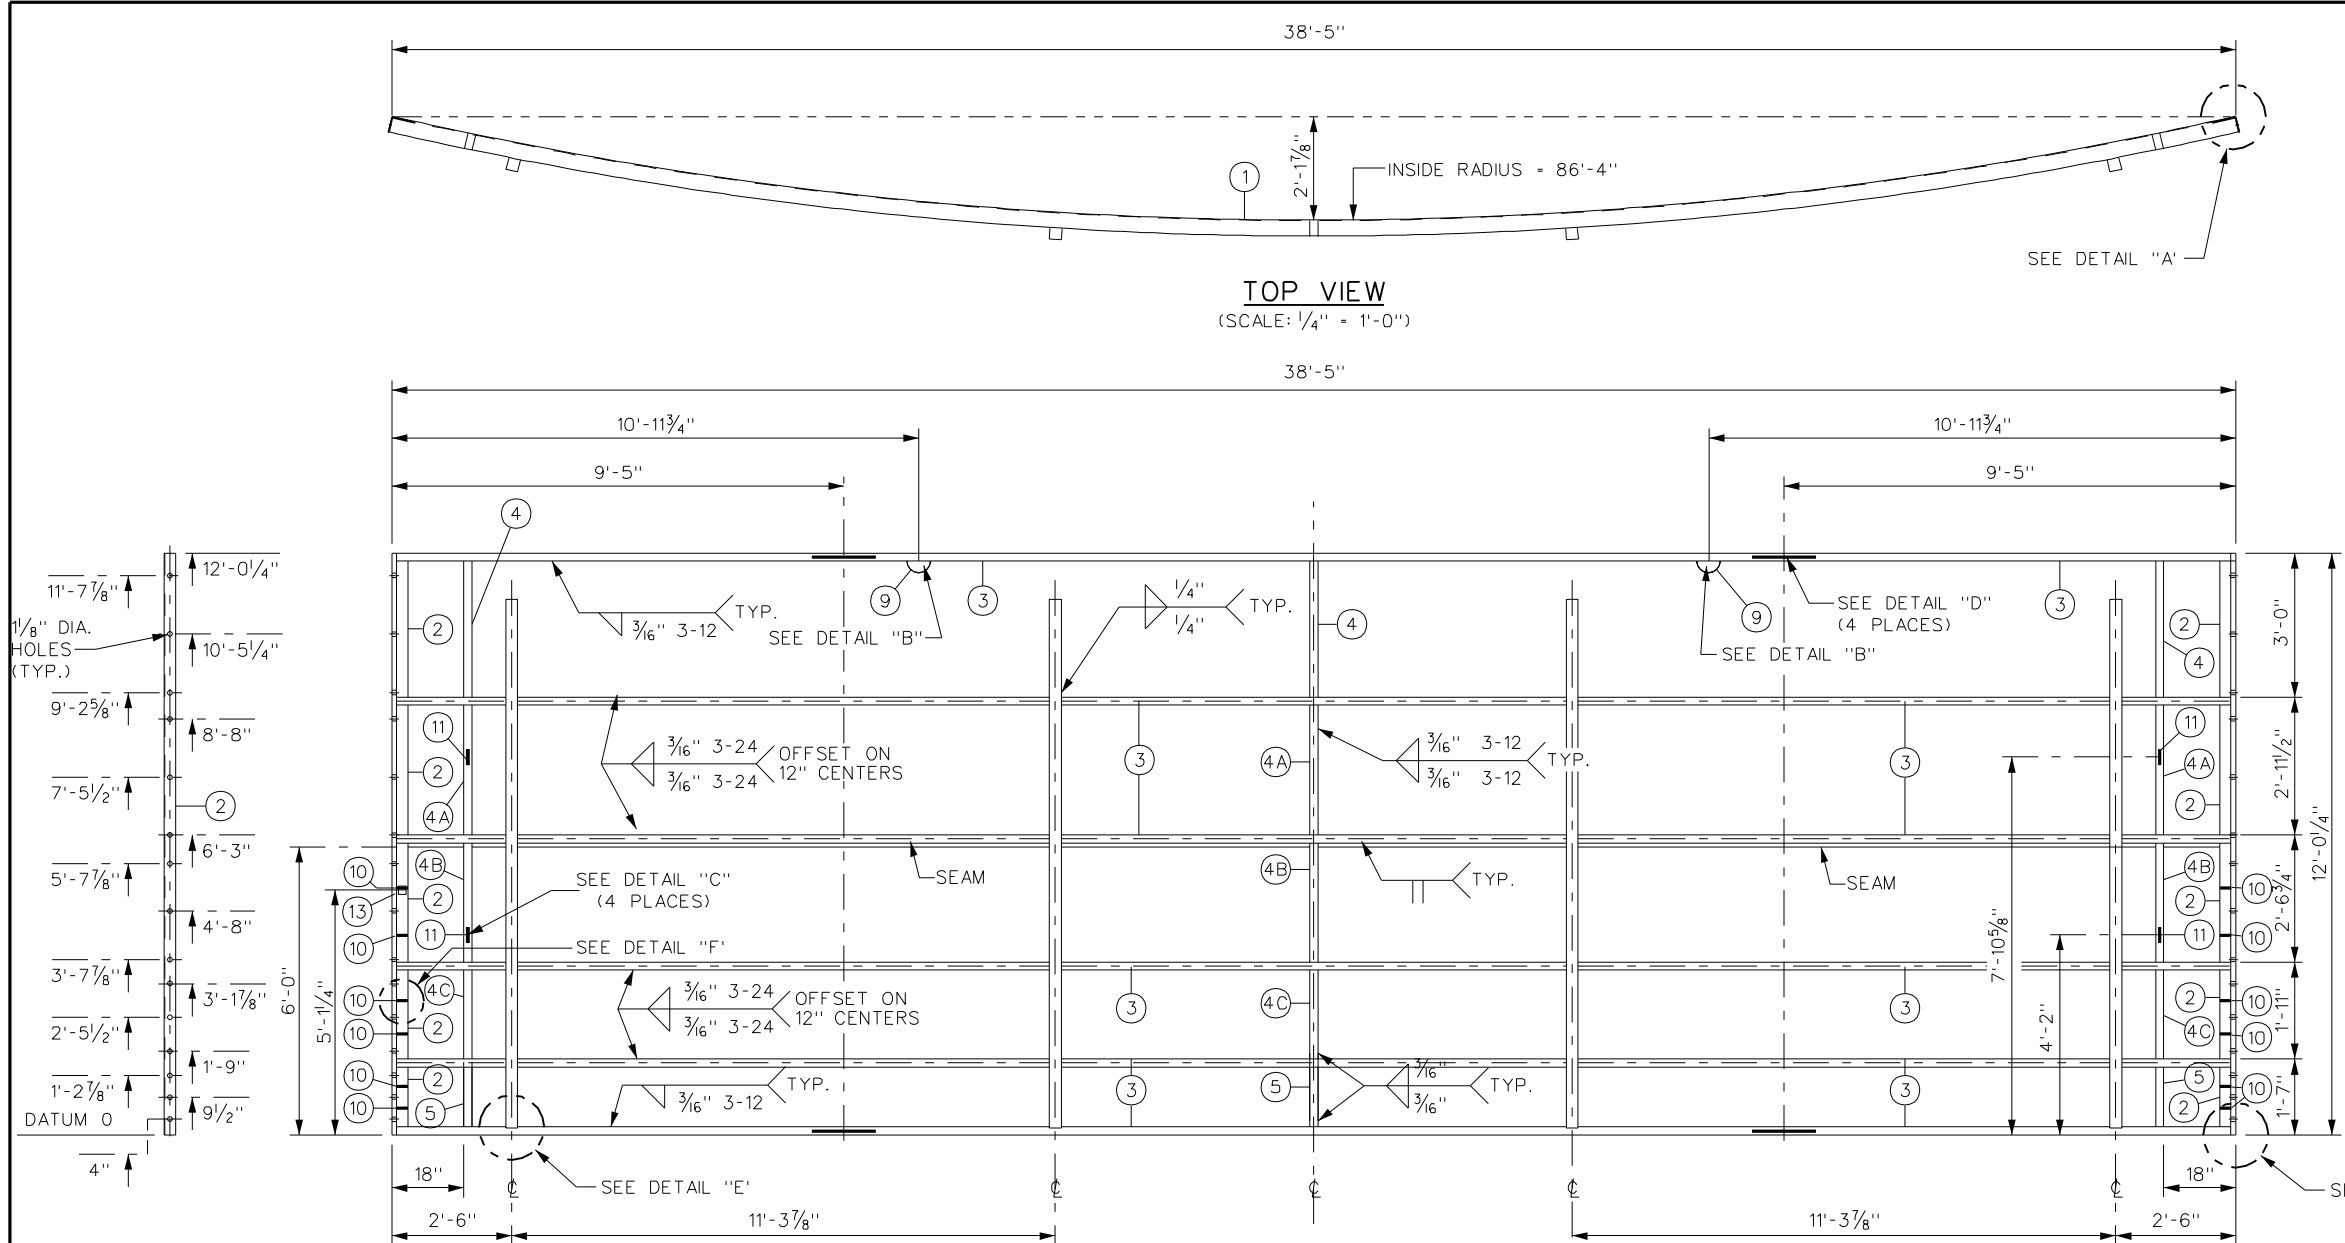 38'-5"
2'-1⅞"
1
INSIDE RADIUS = 86'-4"
SEE DETAIL "A'
TOP VIEW
(SCALE: ¼" = 1'-0")
38'-5"
10'-11¾"
10'-11¾"
9'-5"
9'-5"
4
12'-0¼"
11'-7⅞"
1⅛" DIA.
HOLES
(TYP.)
10'-5¼"
9'-2⅝"
8'-8"
7'-5½"
2
6'-3"
5'-7⅞"
4'-8"
3'-7⅞"
3'-1⅞"
2'-5½"
1'-9"
1'-2⅞"
9½"
DATUM 0
4"
6'-0"
5'-1¼"
2
3/16" 3-12
TYP.
9
SEE DETAIL "B"
3
¼"
¼"
TYP.
4
9
SEE DETAIL "B"
SEE DETAIL "D"
(4 PLACES)
3
2
4
3'-0"
11
2
4A
3/16" 3-24
3/16" 3-24
OFFSET ON
12" CENTERS
3
4A
3/16" 3-12
3/16" 3-12
TYP.
3
11
4A
2
2'-11½"
12'-0¼"
10
13
10
4B
2
11
SEE DETAIL "C"
(4 PLACES)
SEE DETAIL "F'
SEAM
4B
TYP.
SEAM
7'-10⅝"
4B
2
11
10
10
2'-6¾"
10
10
4C
2
3/16" 3-24
3/16" 3-24
OFFSET ON
12" CENTERS
3
4C
3
4'-2"
2
4C
10
10
1'-11"
10
10
2
5
3/16" 3-12
TYP.
3
5
3/16"
3/16"
TYP.
3
5
2
10
1'-7"
18"
SEE DETAIL "E'
℄
℄
℄
℄
℄
18"
2'-6"
11'-3⅞"
11'-3⅞"
2'-6"